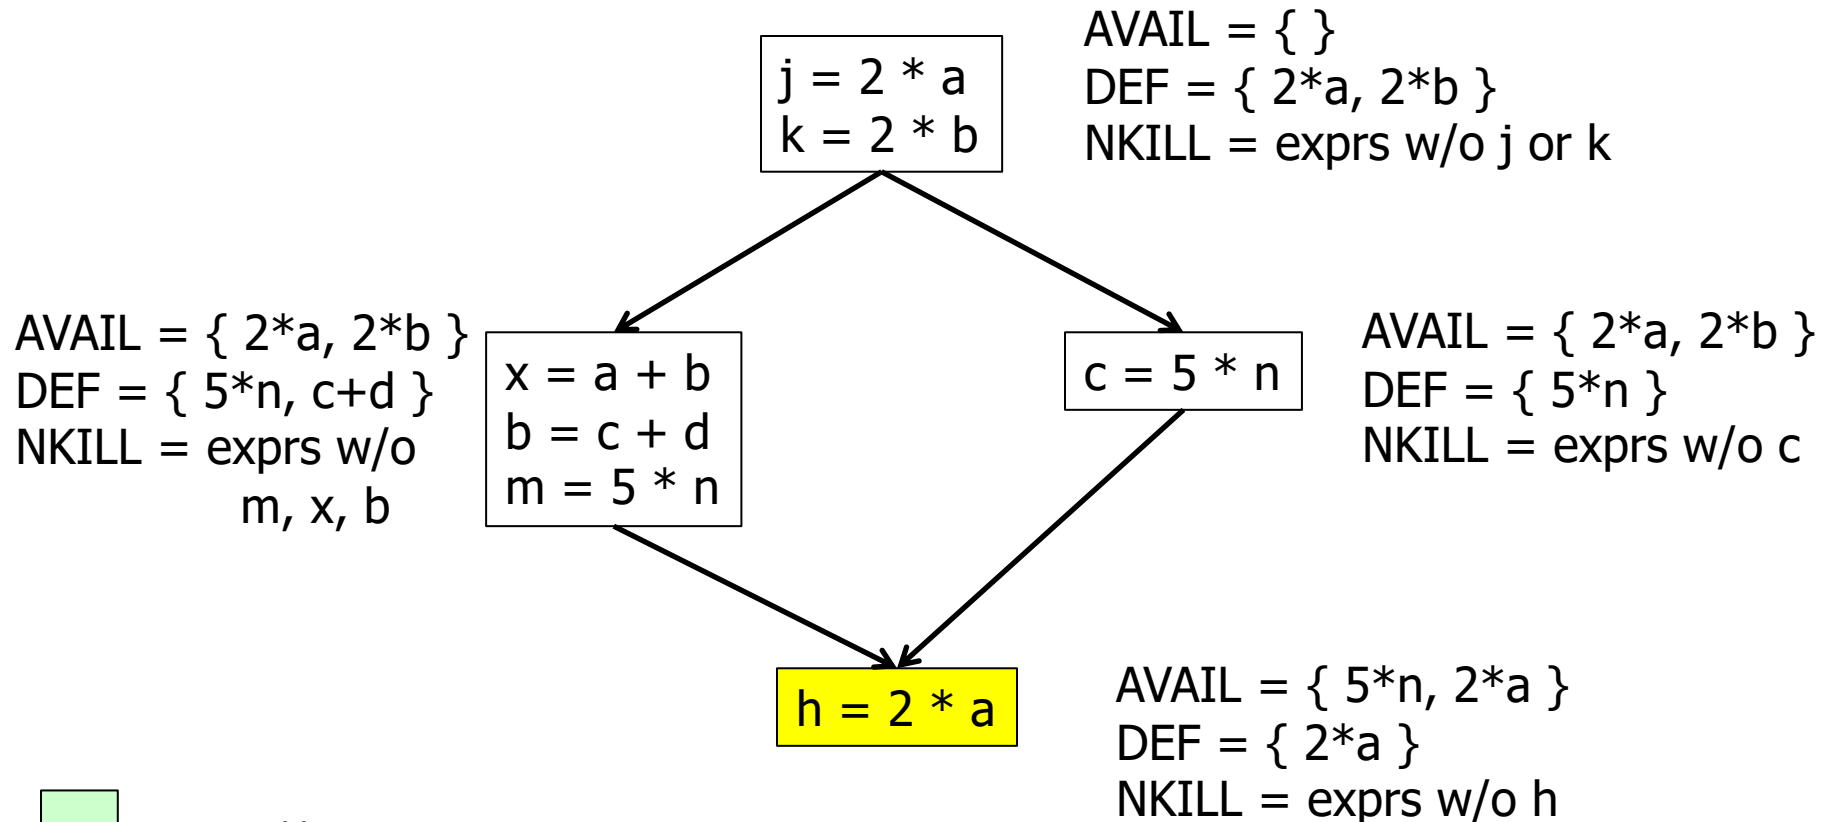 AVAIL = { }
DEF = { 2*a, 2*b }
NKILL = exprs w/o j or k
j = 2 * a
k = 2 * b
AVAIL = { 2*a, 2*b }
DEF = { 5*n, c+d }
NKILL = exprs w/o
m, x, b
x = a + b
b = c + d
m = 5 * n
c = 5 * n
AVAIL = { 2*a, 2*b }
DEF = { 5*n }
NKILL = exprs w/o c
h = 2 * a
AVAIL = { 5*n, 2*a }
DEF = { 2*a }
NKILL = exprs w/o h